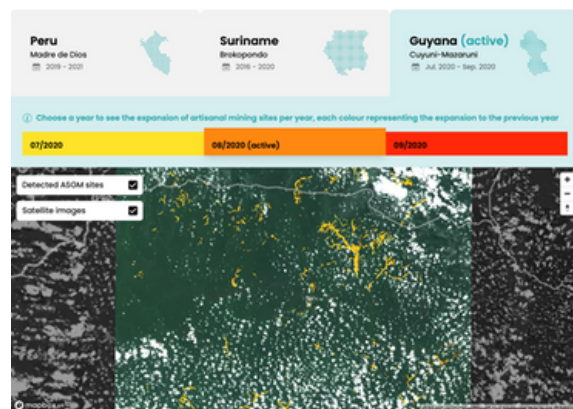 Peru
Madre de Dios
2019 - 2021
Suriname
Brokopondo
2016 - 2020
Guyana (active)
Cuyuni-Mazaruni
Jul. 2020 - Sep. 2020
Choose a year to see the expansion of artisanal mining sites per year, each colour representing the expansion to the previous year
07/2020
08/2020 (active)
09/2020
Detected ASGM sites
Satellite images
mapbox